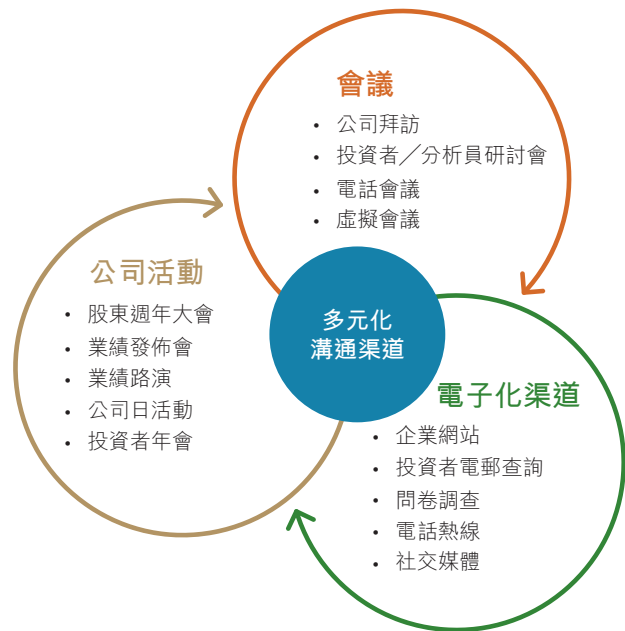 會議
• 公司拜訪
• 投資者／分析員研討會
• 電話會議
• 虛擬會議
公司活動
• 股東週年大會
• 業績發佈會
• 業績路演
• 公司日活動
• 投資者年會
多元化
溝通渠道
電子化渠道
• 企業網站
• 投資者電郵查詢
• 問卷調查
• 電話熱線
• 社交媒體